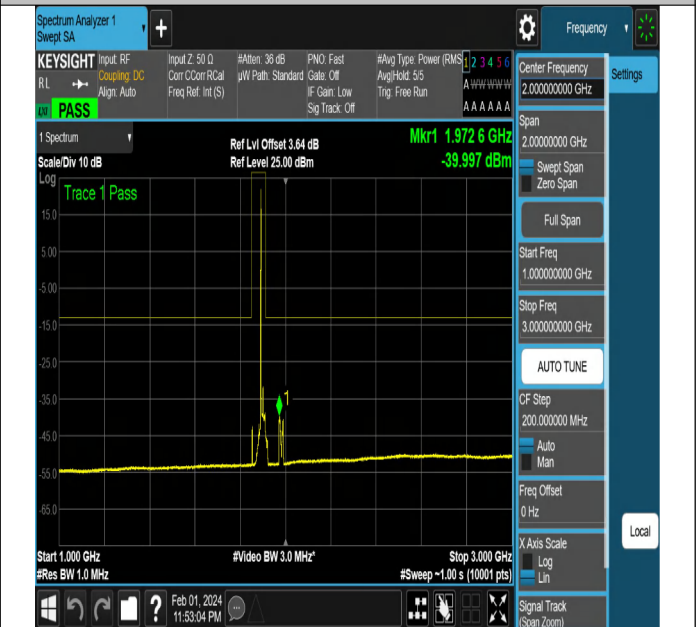 Spectrum Analyzer 1
Swept SA
Frequency
KEYSIGHT
RL
Input: RF
Coupling: DC
Align: Auto
Input Z: 50 Ω
Corr CCorr RCal
Freq Ref: Int (S)
#Atten: 36 dB
µW Path: Standard
PNO: Fast
Gate: Off
IF Gain: Low
Sig Track: Off
#Avg Type: Power (RMS
Avg|Hold: 5/5
Trig: Free Run
1 2 3 4 5 6
A W W W W W
A A A A A A
PASS
1 Spectrum
Scale/Div 10 dB
Ref Lvl Offset 3.64 dB
Ref Level 25.00 dBm
Mkr1 1.972 6 GHz
-39.997 dBm
Log
Trace 1 Pass
15.0
5.00
-5.00
-15.0
-25.0
-35.0
-45.0
-55.0
-65.0
1
Start 1.000 GHz
#Res BW 1.0 MHz
#Video BW 3.0 MHz*
Stop 3.000 GHz
#Sweep ~1.00 s (10001 pts)
Feb 01, 2024
11:53:04 PM
Center Frequency
2.000000000 GHz
Settings
Span
2.00000000 GHz
Swept Span
Zero Span
Full Span
Start Freq
1.000000000 GHz
Stop Freq
3.000000000 GHz
AUTO TUNE
CF Step
200.000000 MHz
Auto
Man
Freq Offset
0 Hz
X Axis Scale
Log
Lin
Local
Signal Track
(Span Zoom)